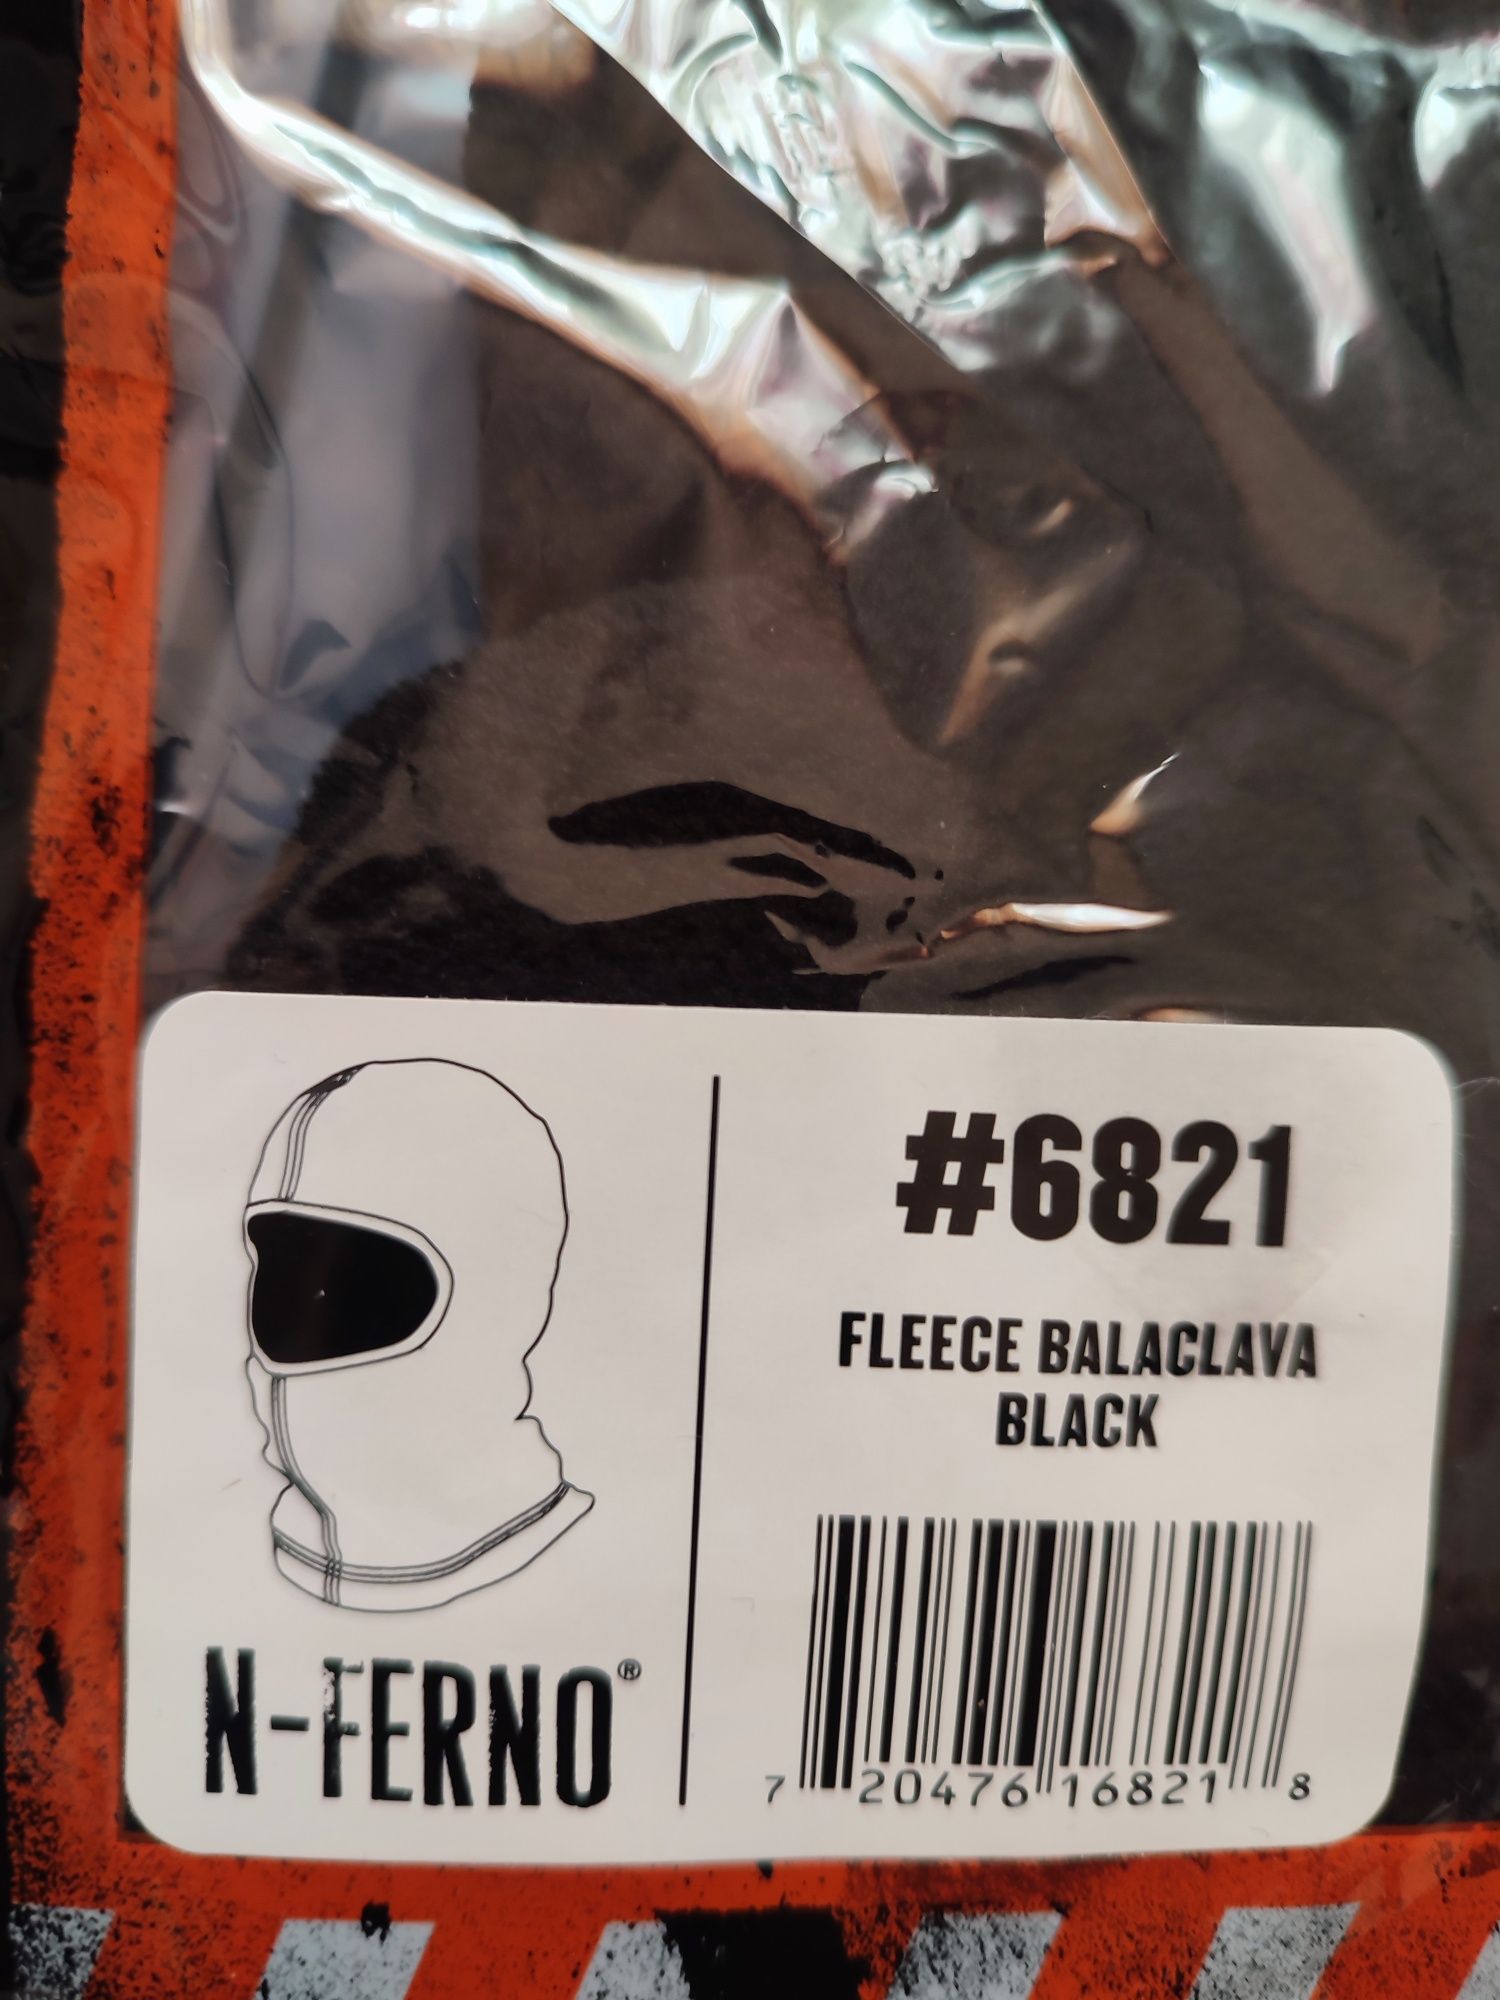 #6821
FLEECE BALACLAVA
BLACK
N-FERNO®
7 20476 16821 8